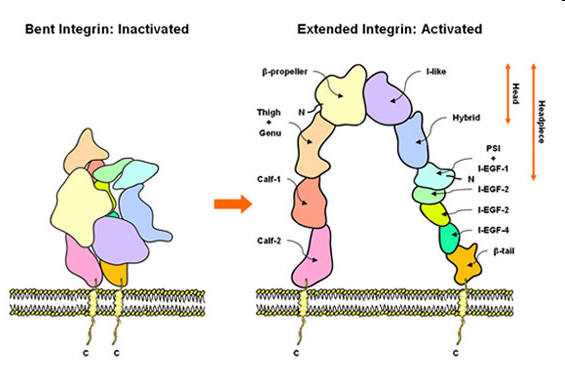 Bent Integrin: Inactivated
Extended Integrin: Activated
β-propeller
I-like
N
Thigh
+
Genu
Hybrid
Head
Headpiece
PSI
+
I-EGF-1
N
Calf-1
I-EGF-2
I-EGF-2
I-EGF-4
Calf-2
β-tail
C
C
C
C